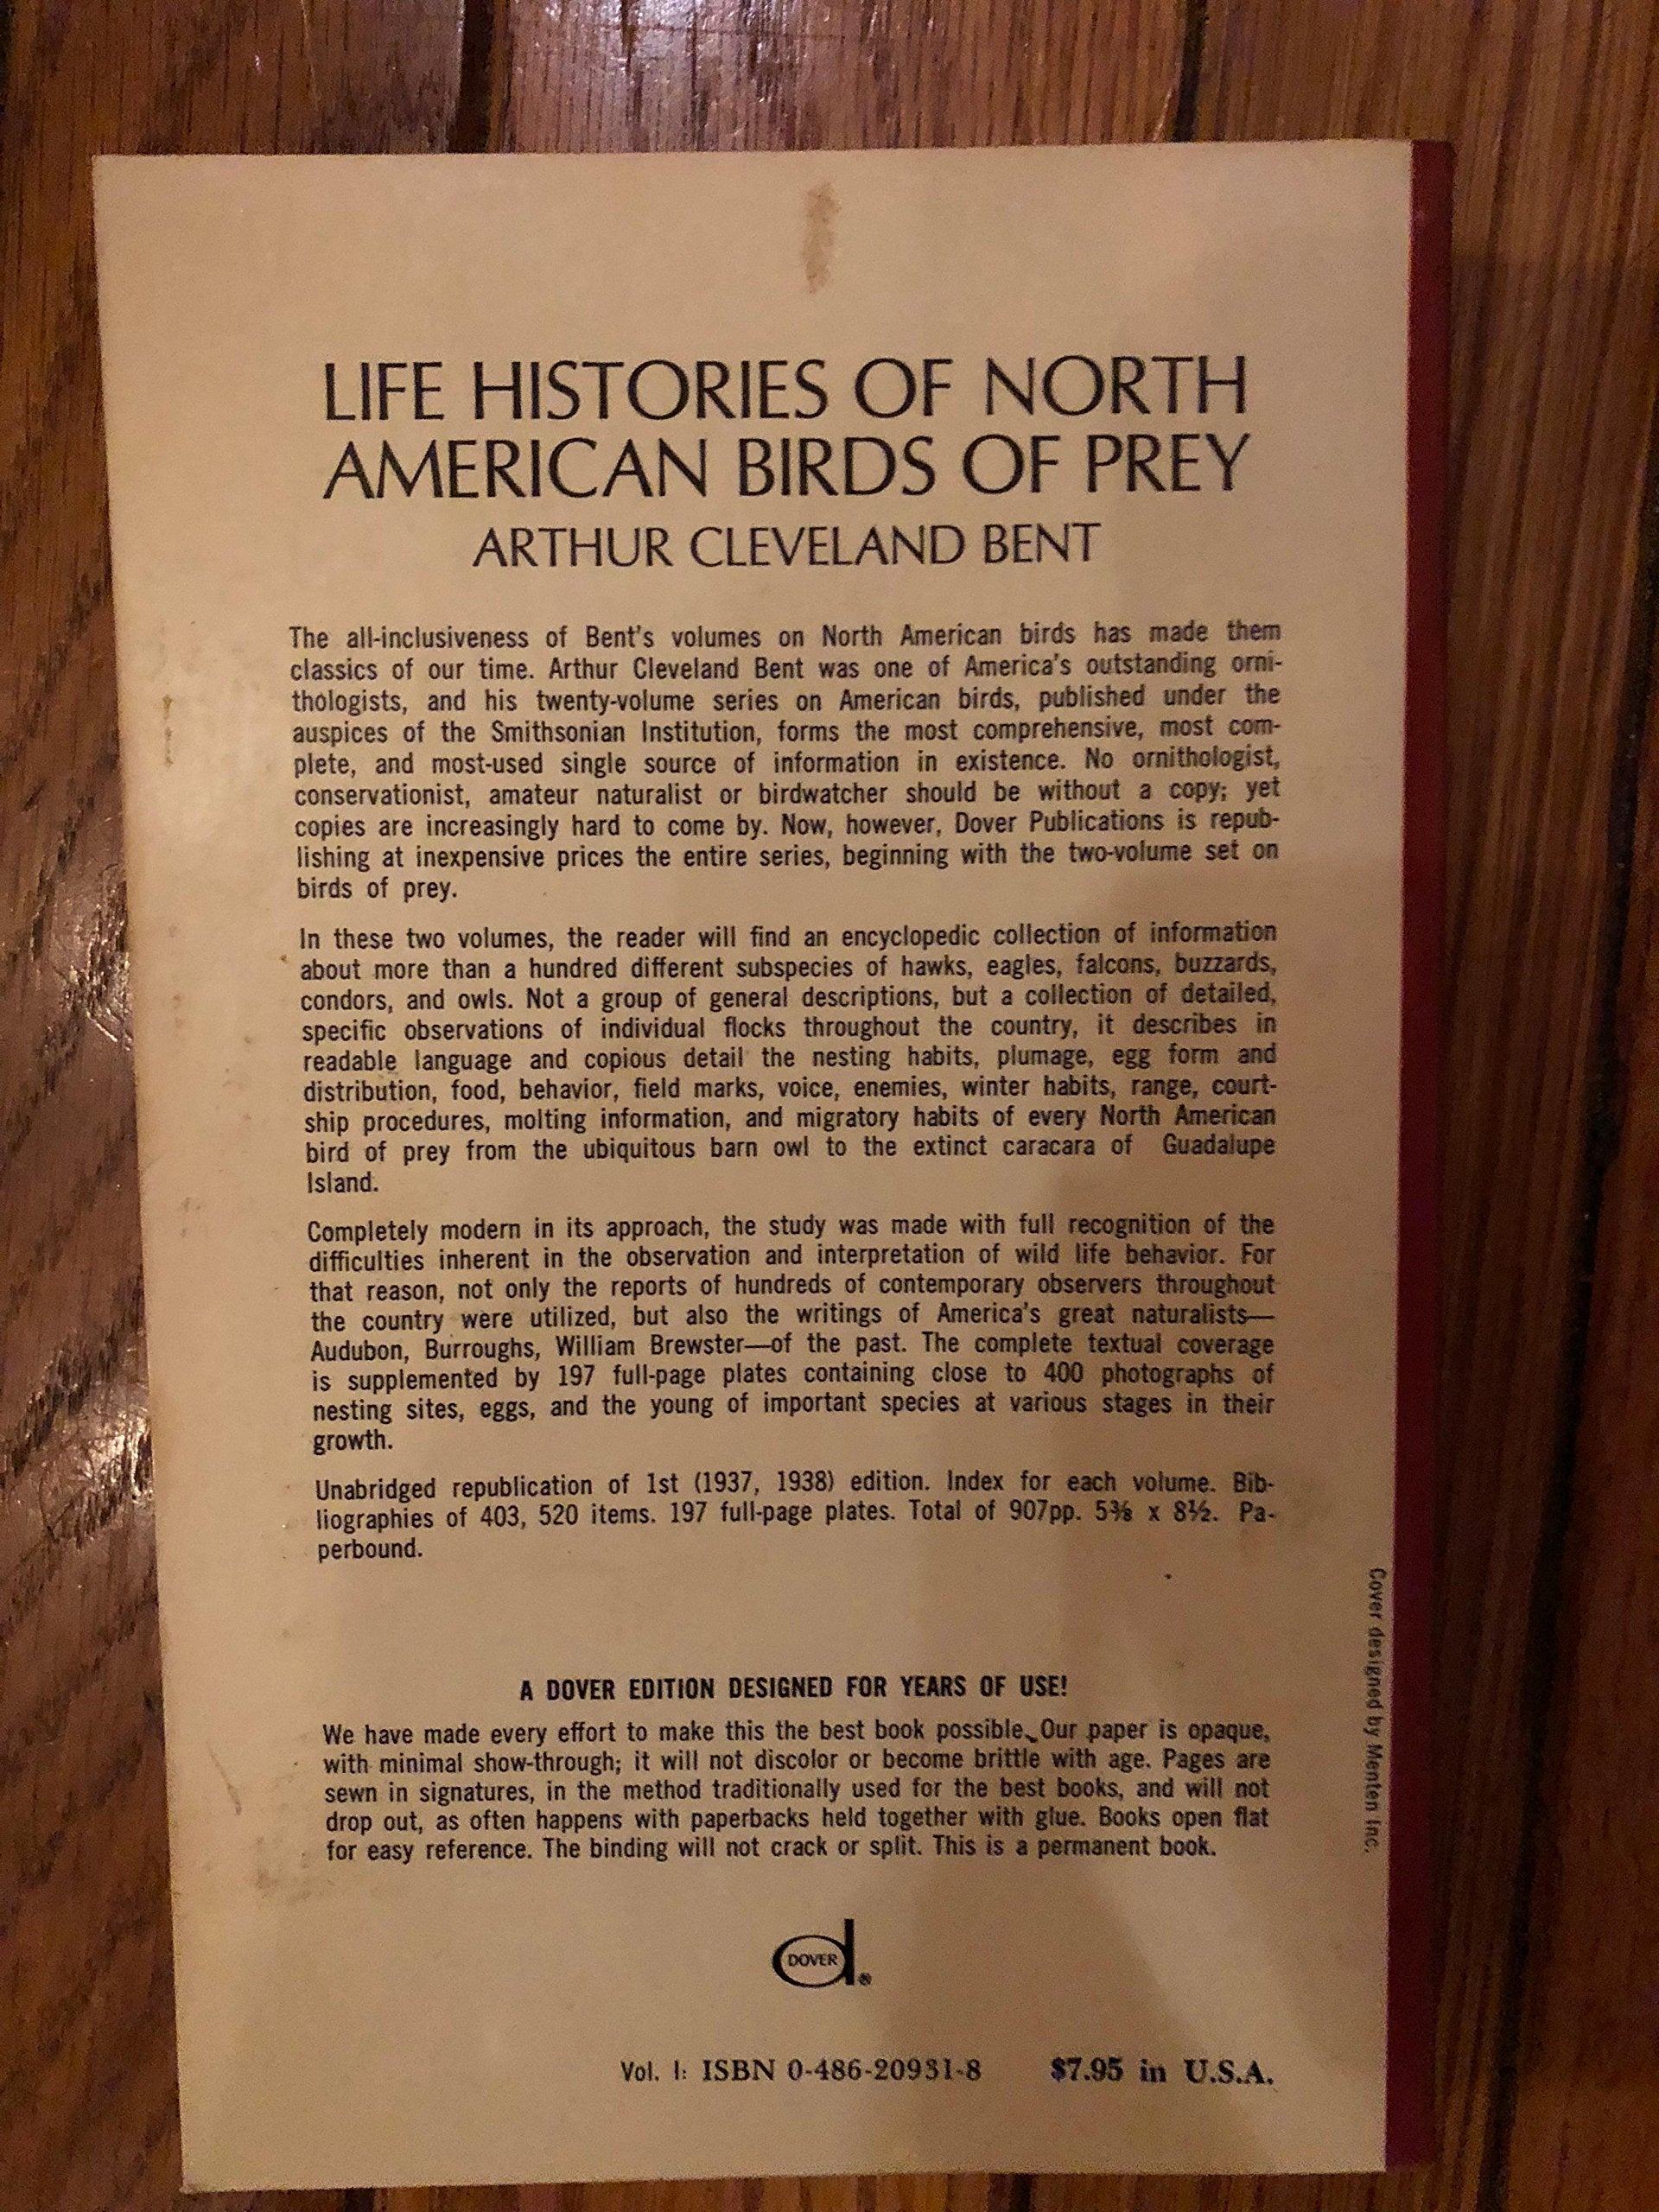 LIFE HISTORIES OF NORTH
AMERICAN BIRDS OF PREY
ARTHUR CLEVELAND BENT
The all-inclusiveness of Bent's volumes on North American birds has made them
classics of our time. Arthur Cleveland Bent was one of America's outstanding orni-
thologists, and his twenty-volume series on American birds, published under the
auspices of the Smithsonian Institution, forms the most comprehensive, most com-
plete, and most-used single source of information in existence. No ornithologist,
conservationist, amateur naturalist or birdwatcher should be without a copy; yet
copies are increasingly hard to come by. Now, however, Dover Publications is repub-
lishing at inexpensive prices the entire series, beginning with the two-volume set on
birds of prey.
In these two volumes, the reader will find an encyclopedic collection of information
about more than a hundred different subspecies of hawks, eagles, falcons, buzzards,
condors, and owls. Not a group of general descriptions, but a collection of detailed,
specific observations of individual flocks throughout the country, it describes in
readable language and copious detail the nesting habits, plumage, egg form and
distribution, food, behavior, field marks, voice, enemies, winter habits, range, court-
ship procedures, molting information, and migratory habits of every North American
bird of prey from the ubiquitous barn owl to the extinct caracara of Guadalupe
Island.
Completely modern in its approach, the study was made with full recognition of the
difficulties inherent in the observation and interpretation of wild life behavior. For
that reason, not only the reports of hundreds of contemporary observers throughout
the country were utilized, but also the writings of America's great naturalists—
Audubon, Burroughs, William Brewster—of the past. The complete textual coverage
is supplemented by 197 full-page plates containing close to 400 photographs of
nesting sites, eggs, and the young of important species at various stages in their
growth.
Unabridged republication of 1st (1937, 1938) edition. Index for each volume. Bib-
liographies of 403, 520 items. 197 full-page plates. Total of 907pp. 5⅜ x 8½. Pa-
perbound.
A DOVER EDITION DESIGNED FOR YEARS OF USE!
We have made every effort to make this the best book possible. Our paper is opaque,
with minimal show-through; it will not discolor or become brittle with age. Pages are
sewn in signatures, in the method traditionally used for the best books, and will not
drop out, as often happens with paperbacks held together with glue. Books open flat
for easy reference. The binding will not crack or split. This is a permanent book.
Cover designed by Menten Inc.
DOVER
d®
Vol. I: ISBN 0-486-20931-8 $7.95 in U.S.A.